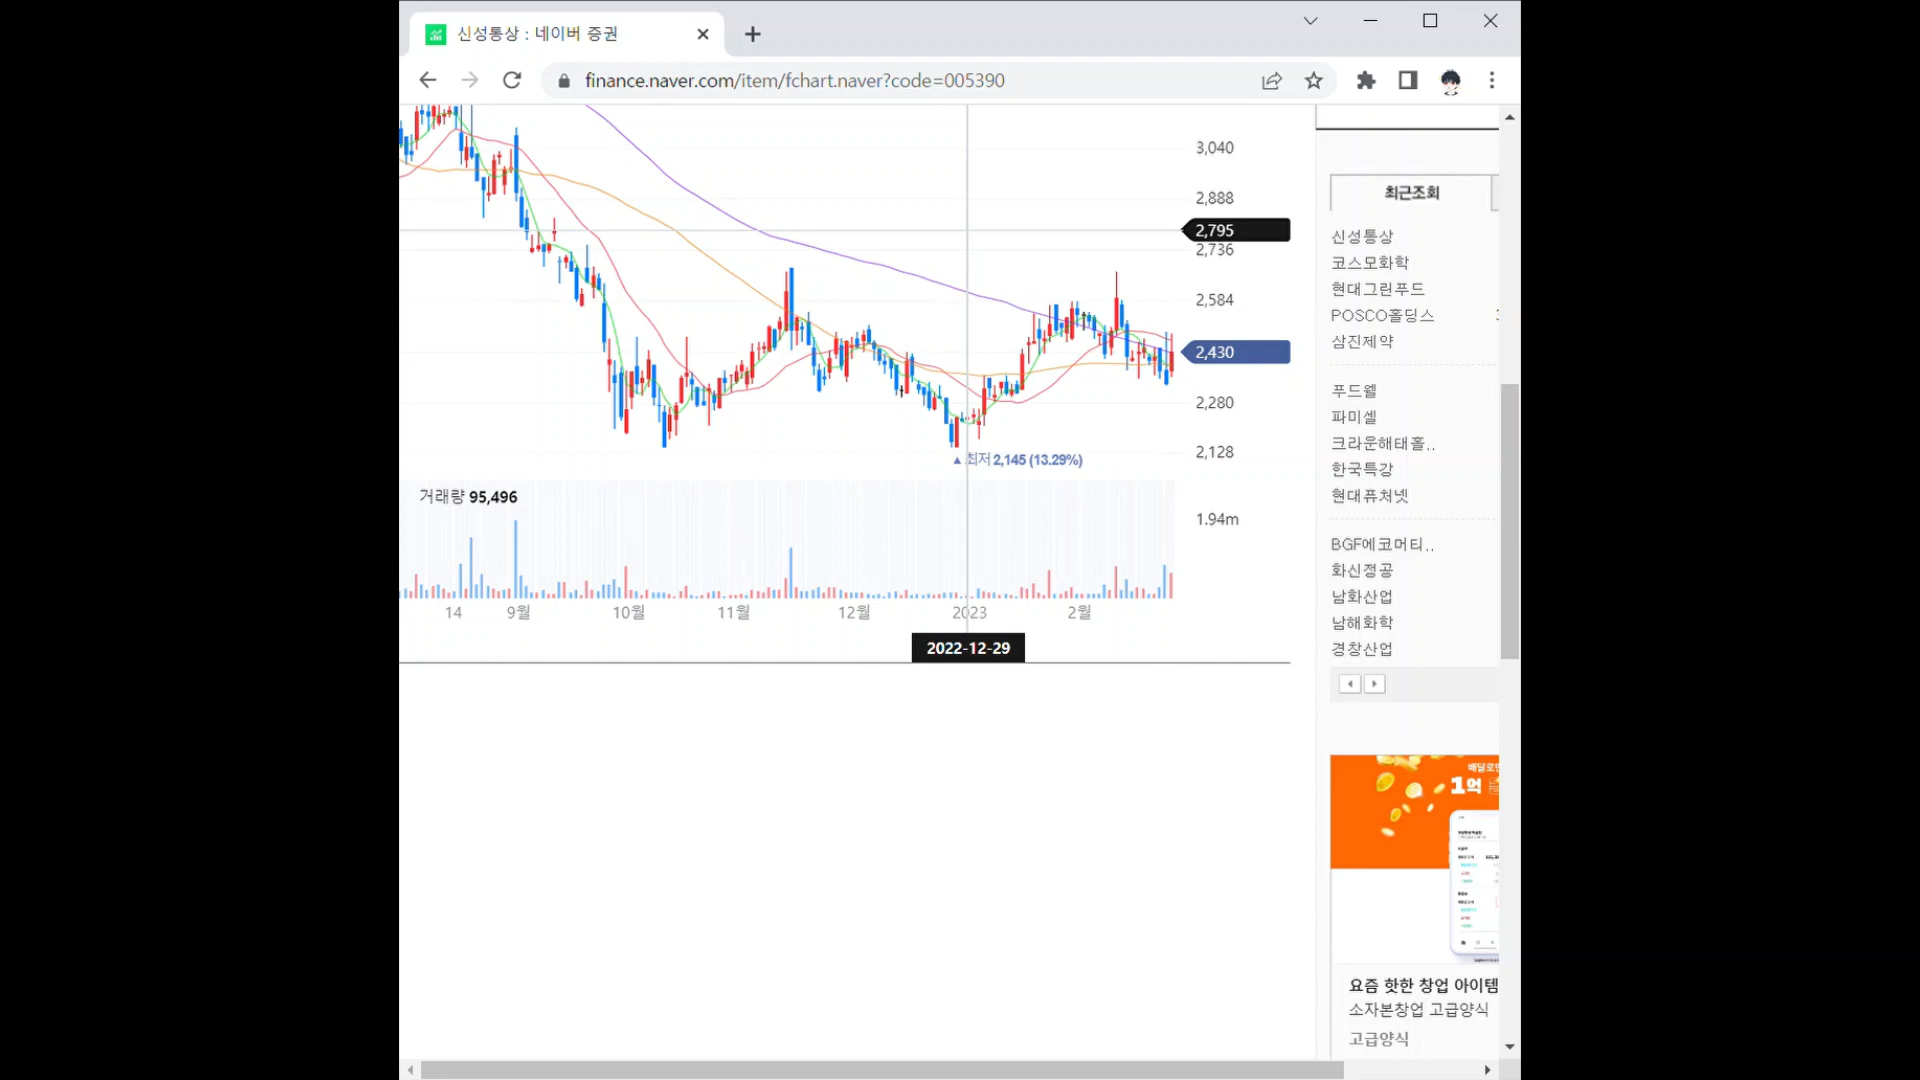 신성통상 : 네이버 증권
finance.naver.com/item/fchart.naver?code=005390
3,040
2,888
2,795
2,736
2,584
2,430
2,280
2,128
▲최저 2,145 (13.29%)
거래량 95,496
1.94m
14 9월 10월 11월 12월 2023 2월
2022-12-29
최근조회
신성통상
코스모화학
현대그린푸드
POSCO홀딩스
삼진제약
푸드웰
파미셀
크라운해태홀..
한국특강
현대퓨처넷
BGF에코머티..
화신정공
남화산업
남해화학
경창산업
배달로만
1억
요즘 핫한 창업 아이템
소자본창업 고급양식
고급양식